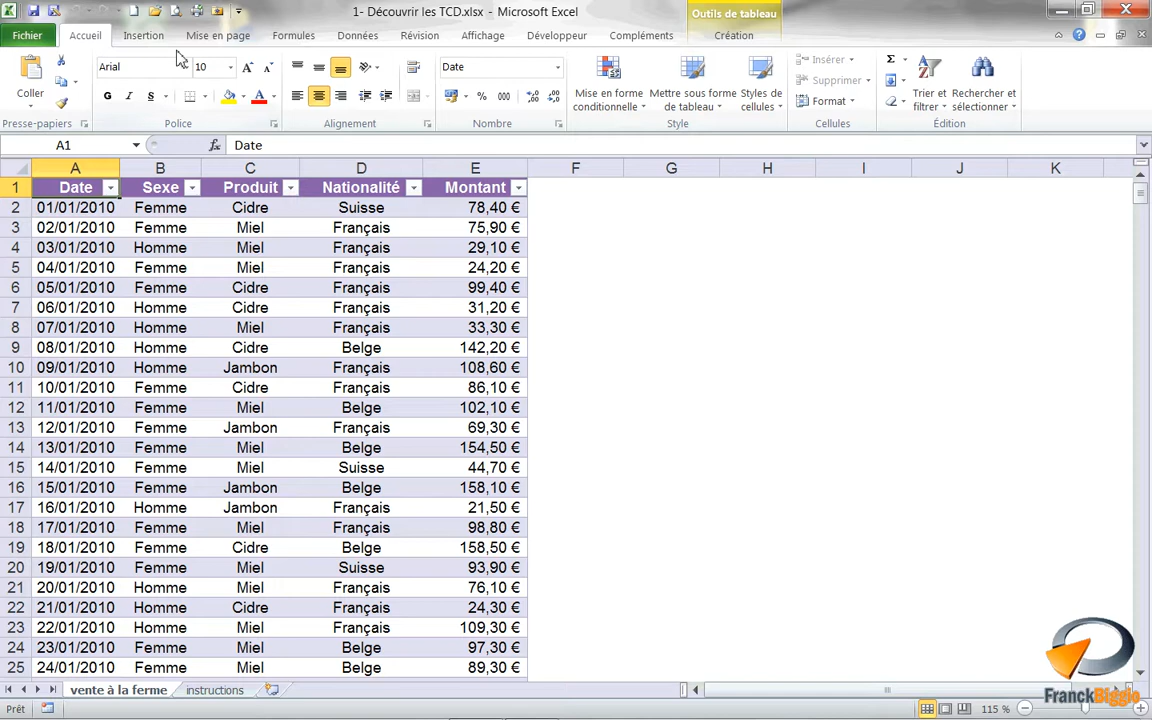 1- Découvrir les TCD.xlsx - Microsoft Excel
Outils de tableau
Fichier Accueil Insertion Mise en page Formules Données Révision Affichage Développeur Compléments Création
Coller
Presse-papiers
Arial 10
G I S
Police
Alignement
Date
% 000
Nombre
Mise en forme conditionnelle
Mettre sous forme de tableau
Styles de cellules
Style
Insérer
Supprimer
Format
Cellules
Σ
Trier et filtrer
Rechercher et sélectionner
Édition
A1 fx Date
A B C D E F G H I J K
1 Date Sexe Produit Nationalité Montant
2 01/01/2010 Femme Cidre Suisse 78,40 €
3 02/01/2010 Femme Miel Français 75,90 €
4 03/01/2010 Homme Miel Français 29,10 €
5 04/01/2010 Femme Miel Français 24,20 €
6 05/01/2010 Femme Cidre Français 99,40 €
7 06/01/2010 Homme Cidre Français 31,20 €
8 07/01/2010 Homme Miel Français 33,30 €
9 08/01/2010 Homme Cidre Belge 142,20 €
10 09/01/2010 Homme Jambon Français 108,60 €
11 10/01/2010 Femme Cidre Français 86,10 €
12 11/01/2010 Femme Miel Belge 102,10 €
13 12/01/2010 Femme Jambon Français 69,30 €
14 13/01/2010 Femme Miel Belge 154,50 €
15 14/01/2010 Femme Miel Suisse 44,70 €
16 15/01/2010 Femme Jambon Belge 158,10 €
17 16/01/2010 Homme Jambon Français 21,50 €
18 17/01/2010 Femme Miel Français 98,80 €
19 18/01/2010 Femme Cidre Belge 158,50 €
20 19/01/2010 Femme Miel Suisse 93,90 €
21 20/01/2010 Homme Miel Français 76,10 €
22 21/01/2010 Homme Cidre Français 24,30 €
23 22/01/2010 Homme Miel Français 109,30 €
24 23/01/2010 Femme Miel Belge 97,30 €
25 24/01/2010 Femme Miel Belge 89,30 €
vente à la ferme instructions
FranckBiggio
Prêt 115 %